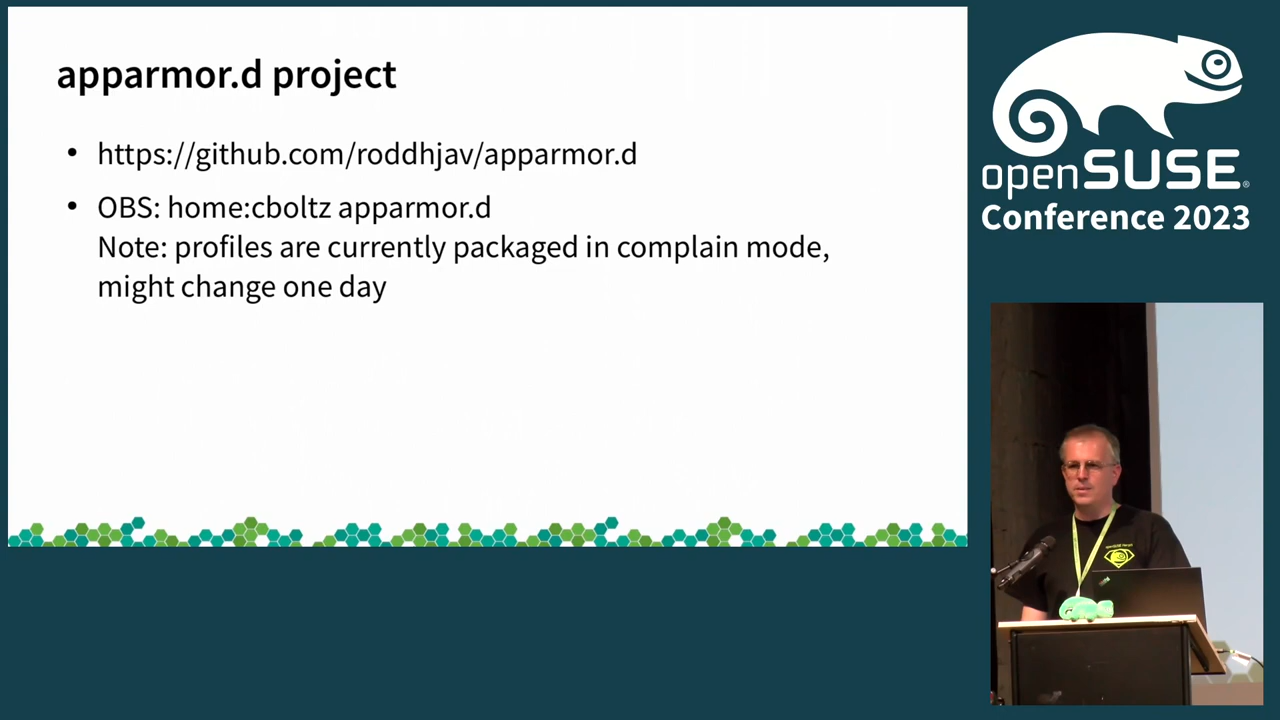 apparmor.d project
• https://github.com/roddhjav/apparmor.d
• OBS: home:cboltz apparmor.d
Note: profiles are currently packaged in complain mode,
might change one day
openSUSE®
Conference 2023